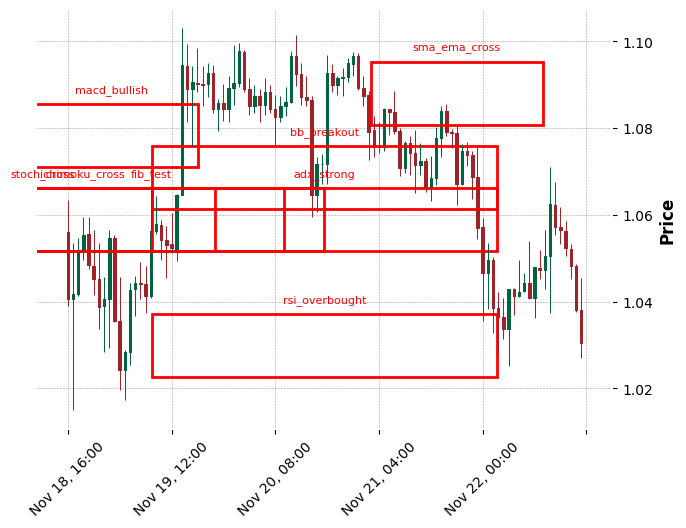 1.10
sma_ema_cross
macd_bullish
1.08
bb_breakout
stochichimoku_cross fib_test
adx_strong
1.06
Price
1.04
rsi_overbought
1.02
Nov 18, 16:00
Nov 19, 12:00
Nov 20, 08:00
Nov 21, 04:00
Nov 22, 00:00